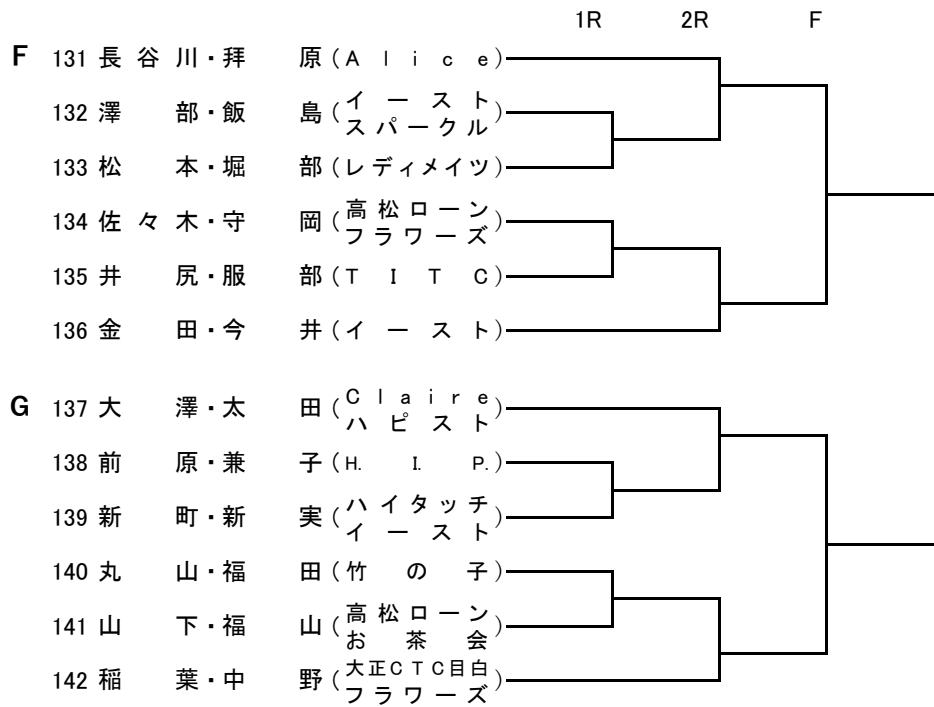 1R 2R F
F 131 長谷川・拝原 (Alice)
132 澤部・飯島 (イースト
スパークル)
133 松本・堀部 (レディメイツ)
134 佐々木・守岡 (高松ローン
フラワーズ)
135 井尻・服部 (TITC)
136 金田・今井 (イースト)
G 137 大澤・太田 (Claire
ハピスト)
138 前原・兼子 (H. I. P.)
139 新町・新実 (ハイタッチ
イースト)
140 丸山・福田 (竹の子)
141 山下・福山 (高松ローン
お茶会)
142 稲葉・中野 (大正CTC目白
フラワーズ)